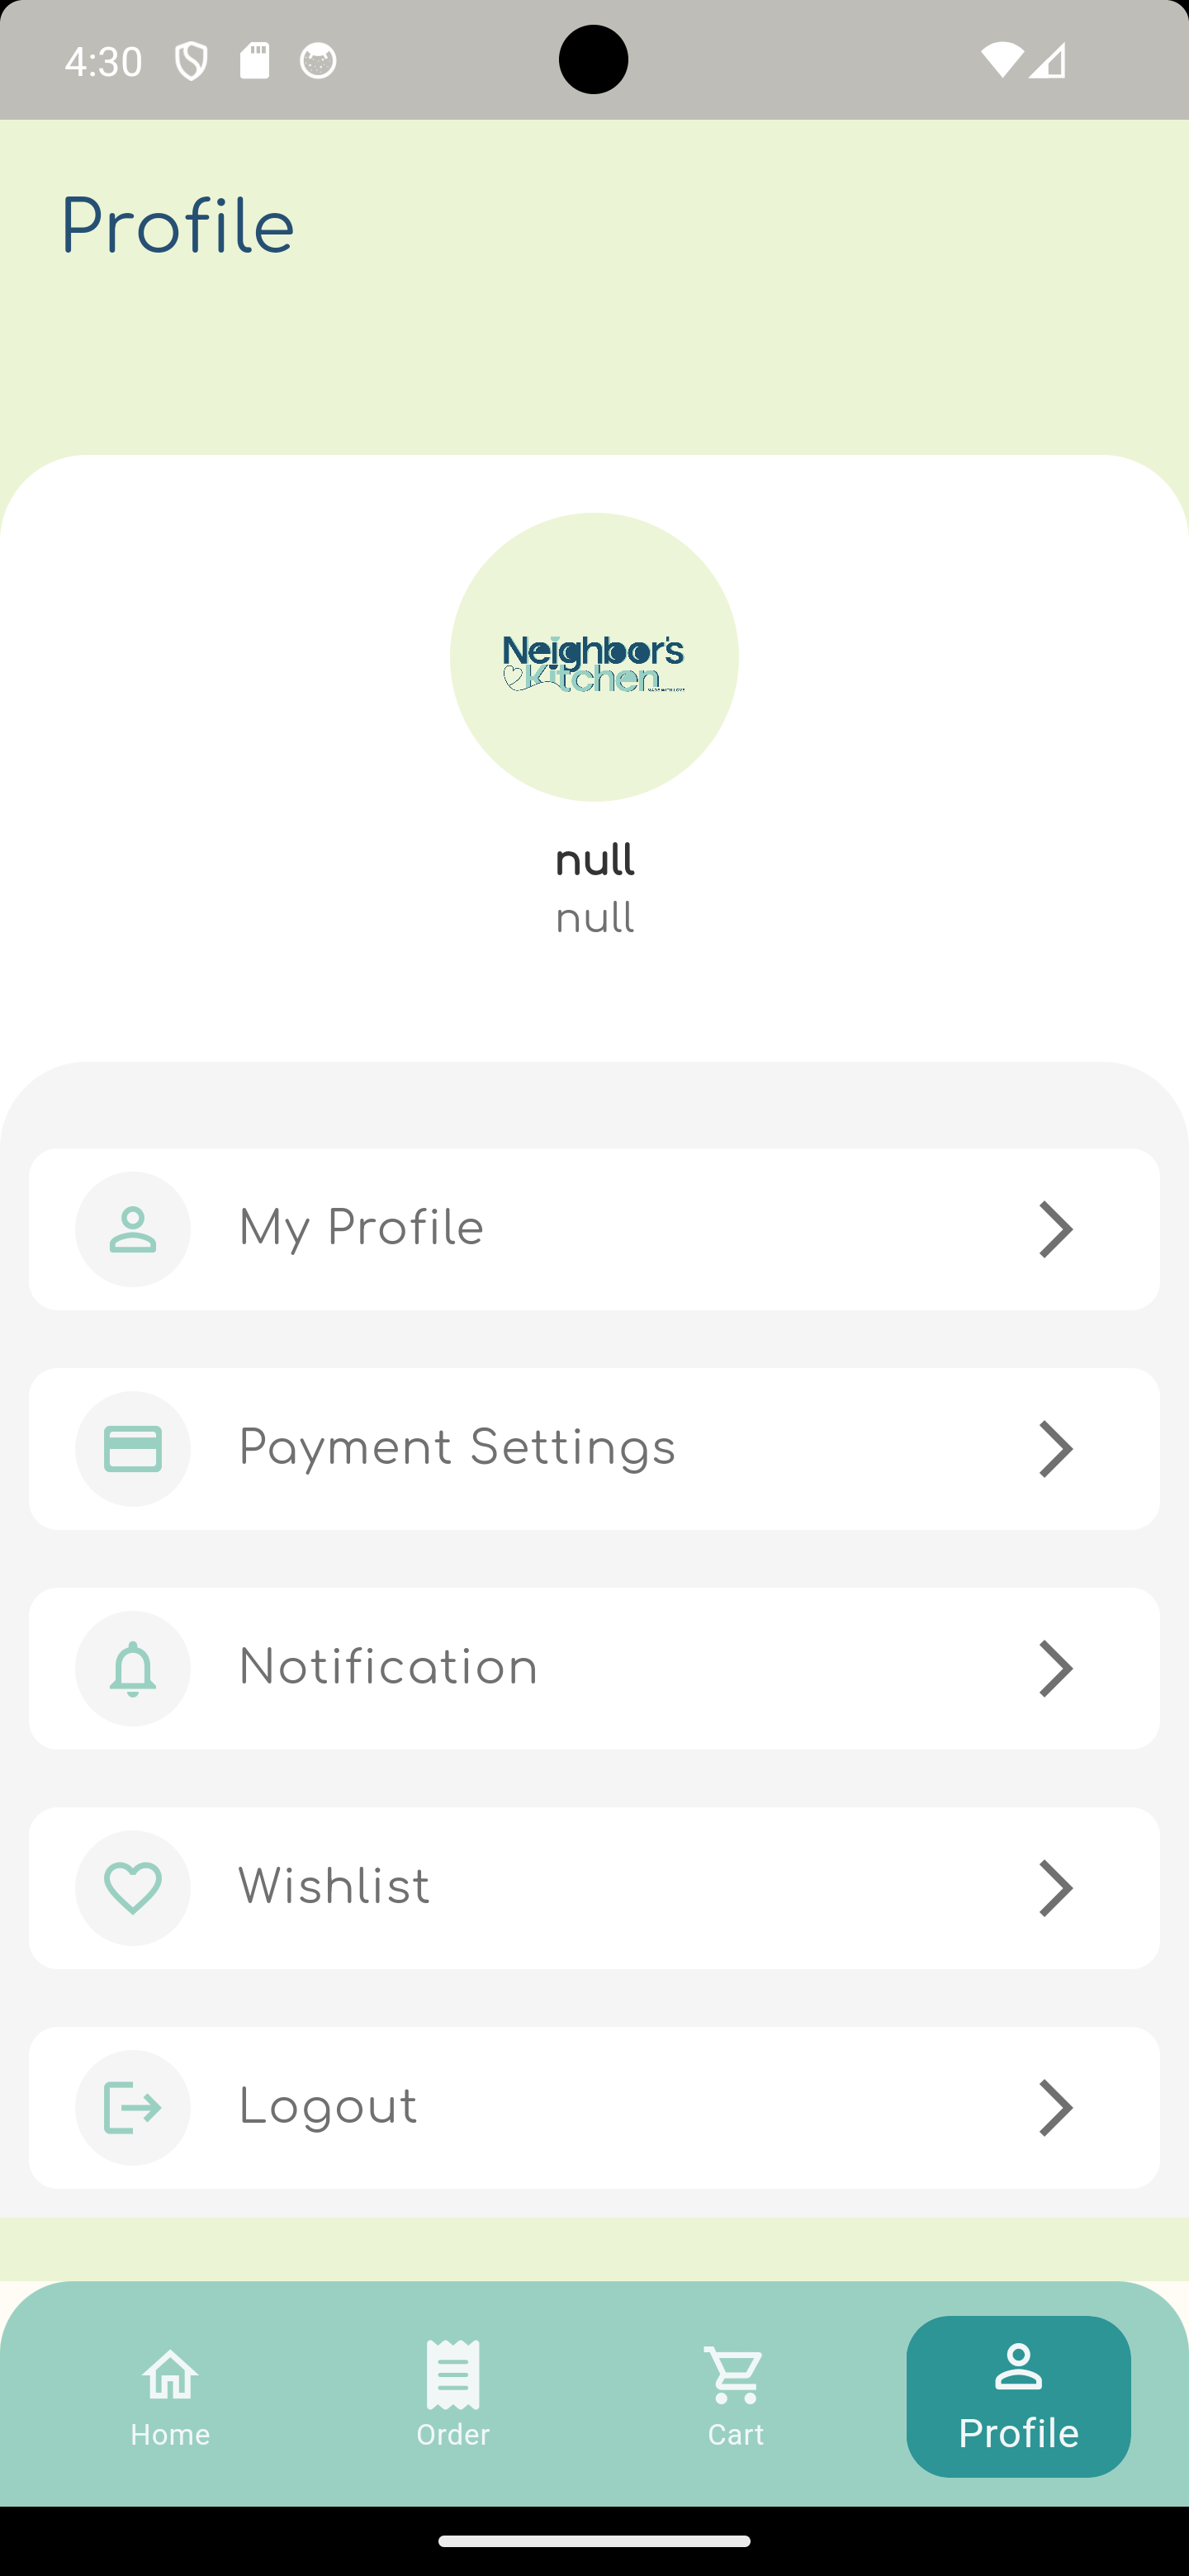 4:30
Profile
Neighbor's
Kitchen
null
null
My Profile
Payment Settings
Notification
Wishlist
Logout
Home
Order
Cart
Profile